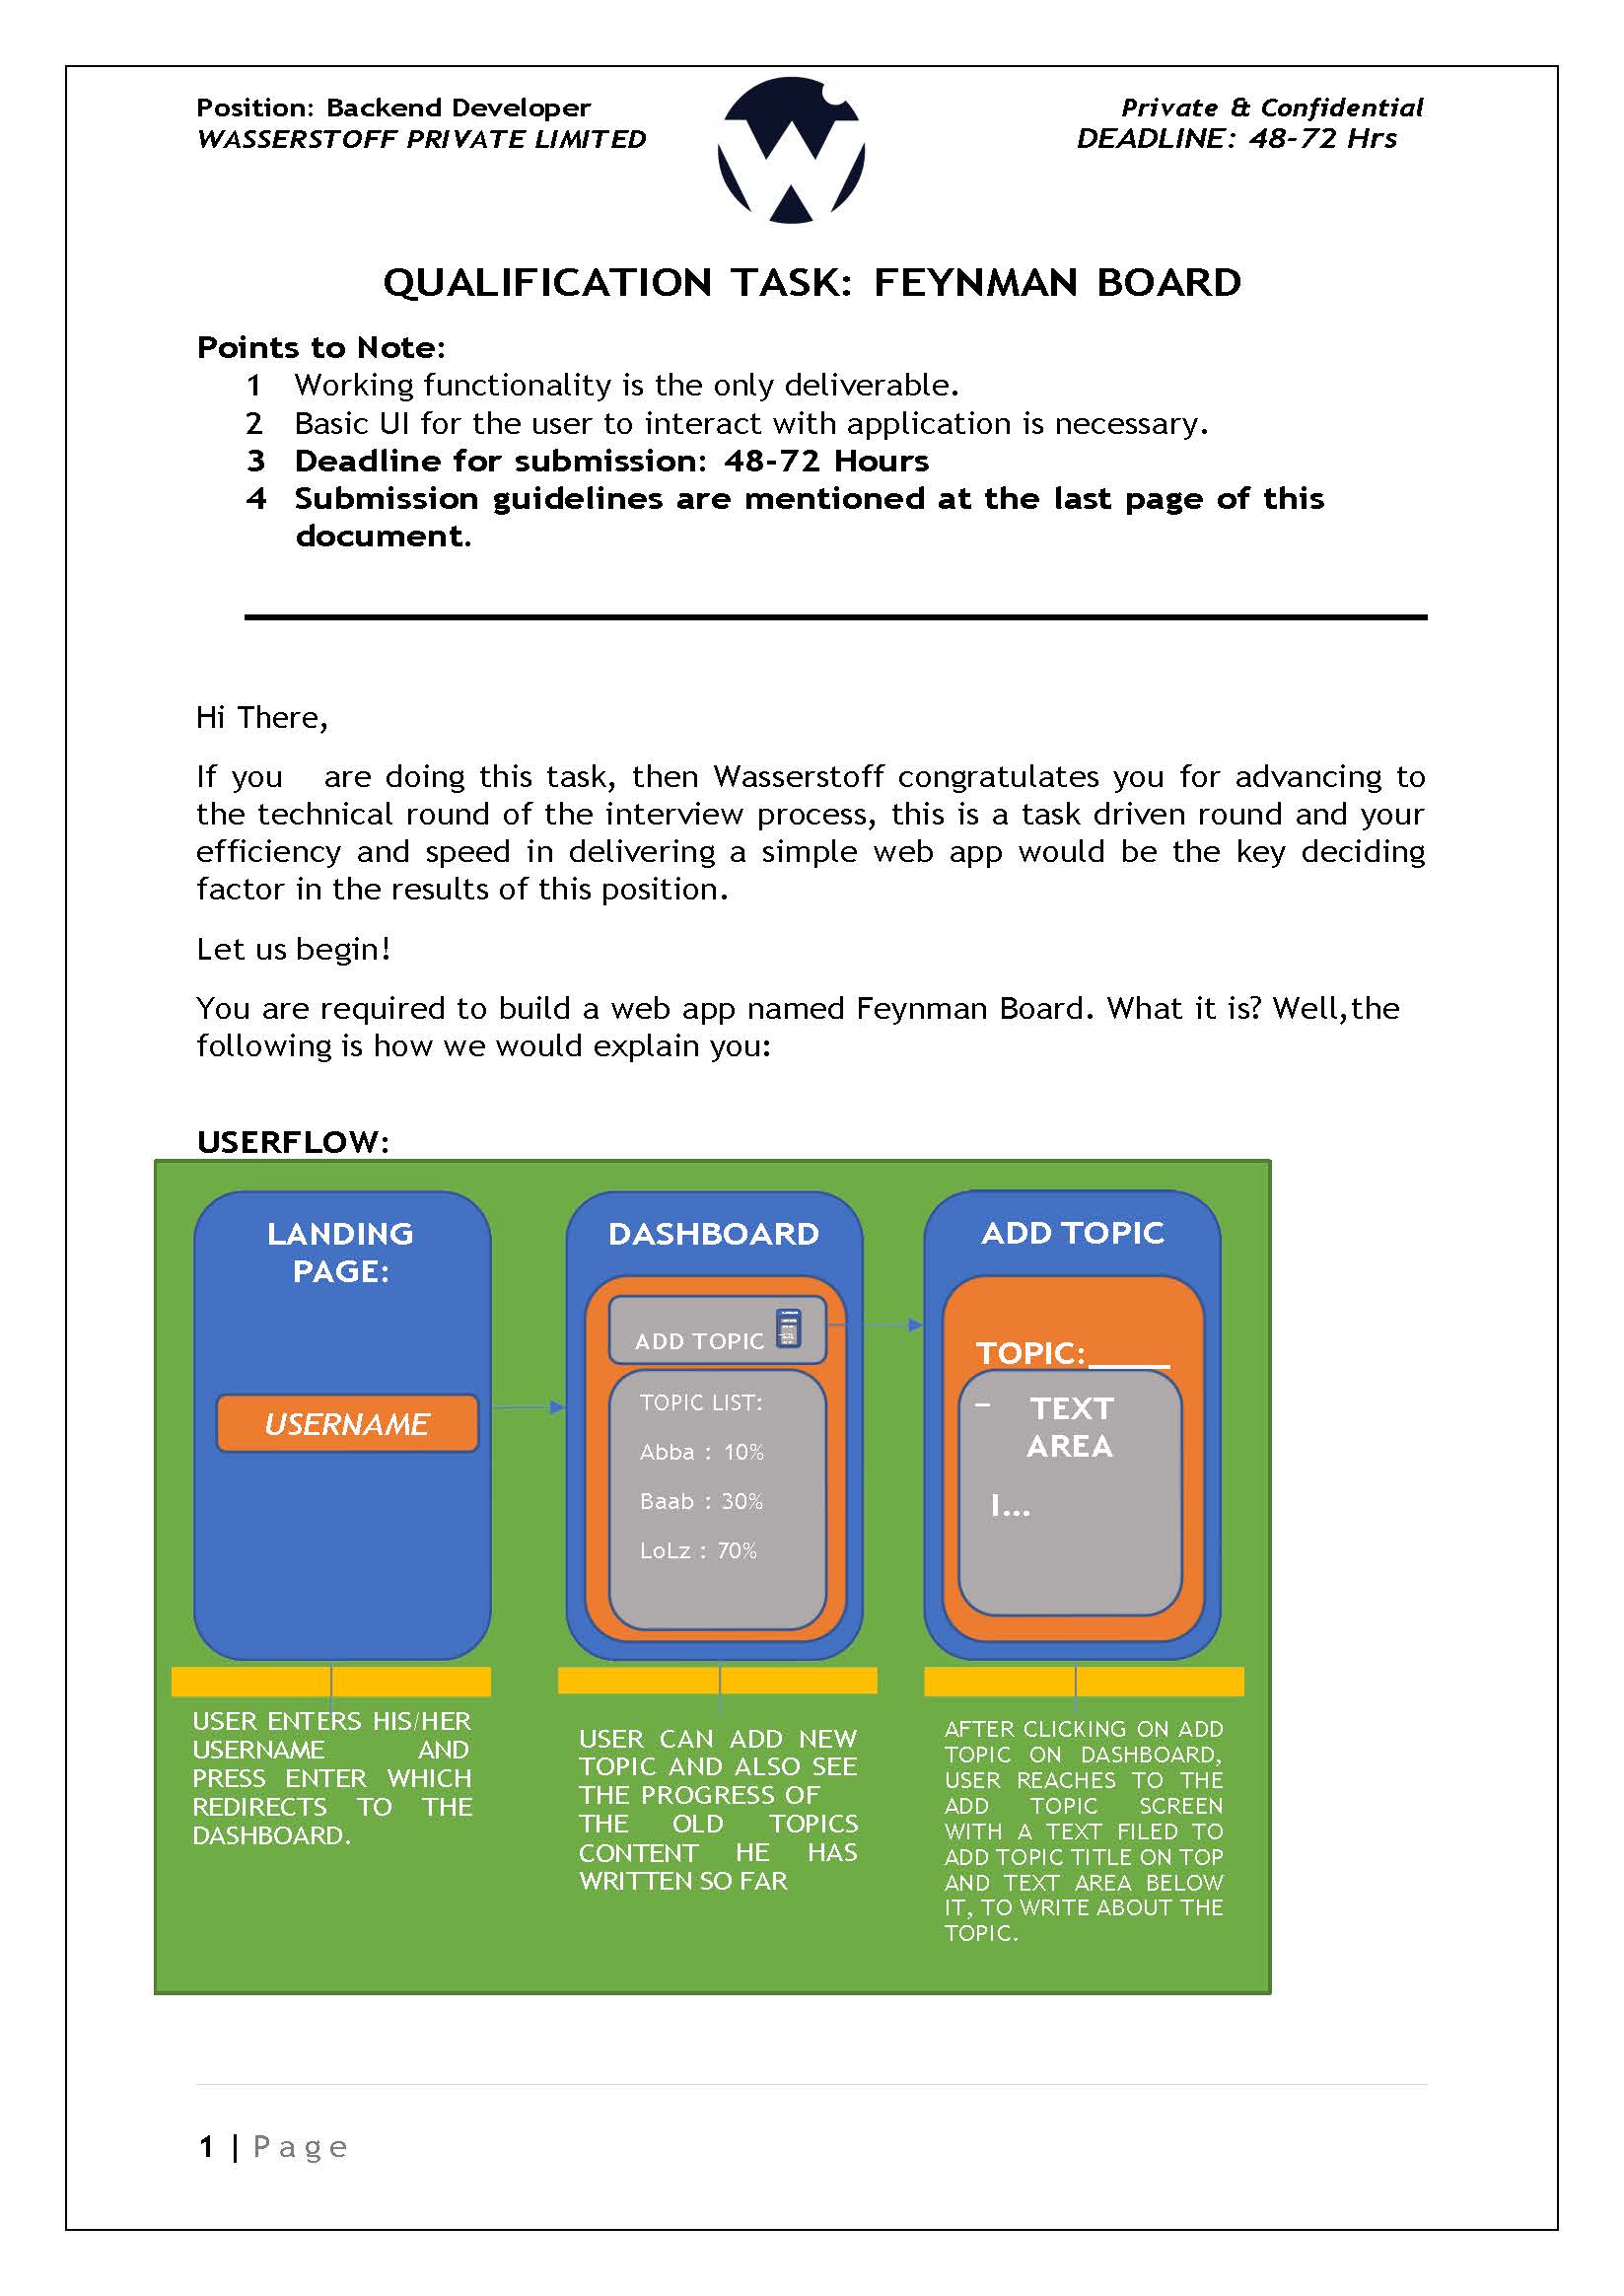 Position: Backend Developer
WASSERSTOFF PRIVATE LIMITED
Private & Confidential
DEADLINE: 48-72 Hrs
QUALIFICATION TASK: FEYNMAN BOARD
Points to Note:
1 Working functionality is the only deliverable.
2 Basic UI for the user to interact with application is necessary.
3 Deadline for submission: 48-72 Hours
4 Submission guidelines are mentioned at the last page of this
document.
Hi There,
If you are doing this task, then Wasserstoff congratulates you for advancing to
the technical round of the interview process, this is a task driven round and your
efficiency and speed in delivering a simple web app would be the key deciding
factor in the results of this position.
Let us begin!
You are required to build a web app named Feynman Board. What it is? Well,the
following is how we would explain you:
USERFLOW:
LANDING
PAGE:
USERNAME
USER ENTERS HIS/HER
USERNAME AND
PRESS ENTER WHICH
REDIRECTS TO THE
DASHBOARD.
DASHBOARD
ADD TOPIC
TOPIC LIST:
Abba : 10%
Baab : 30%
LoLz : 70%
USER CAN ADD NEW
TOPIC AND ALSO SEE
THE PROGRESS OF
THE OLD TOPICS
CONTENT HE HAS
WRITTEN SO FAR
ADD TOPIC
TOPIC:_____
_ TEXT
AREA
I...
AFTER CLICKING ON ADD
TOPIC ON DASHBOARD,
USER REACHES TO THE
ADD TOPIC SCREEN
WITH A TEXT FILED TO
ADD TOPIC TITLE ON TOP
AND TEXT AREA BELOW
IT, TO WRITE ABOUT THE
TOPIC.
1 | Page